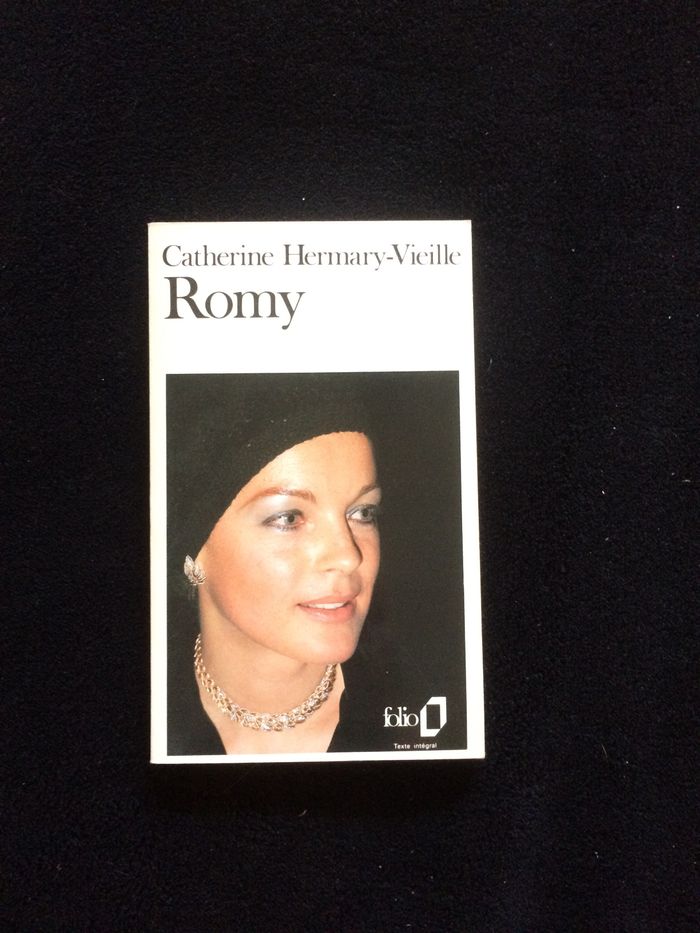 Catherine Hermary-Vieille
Romy
folio
Texte intégral